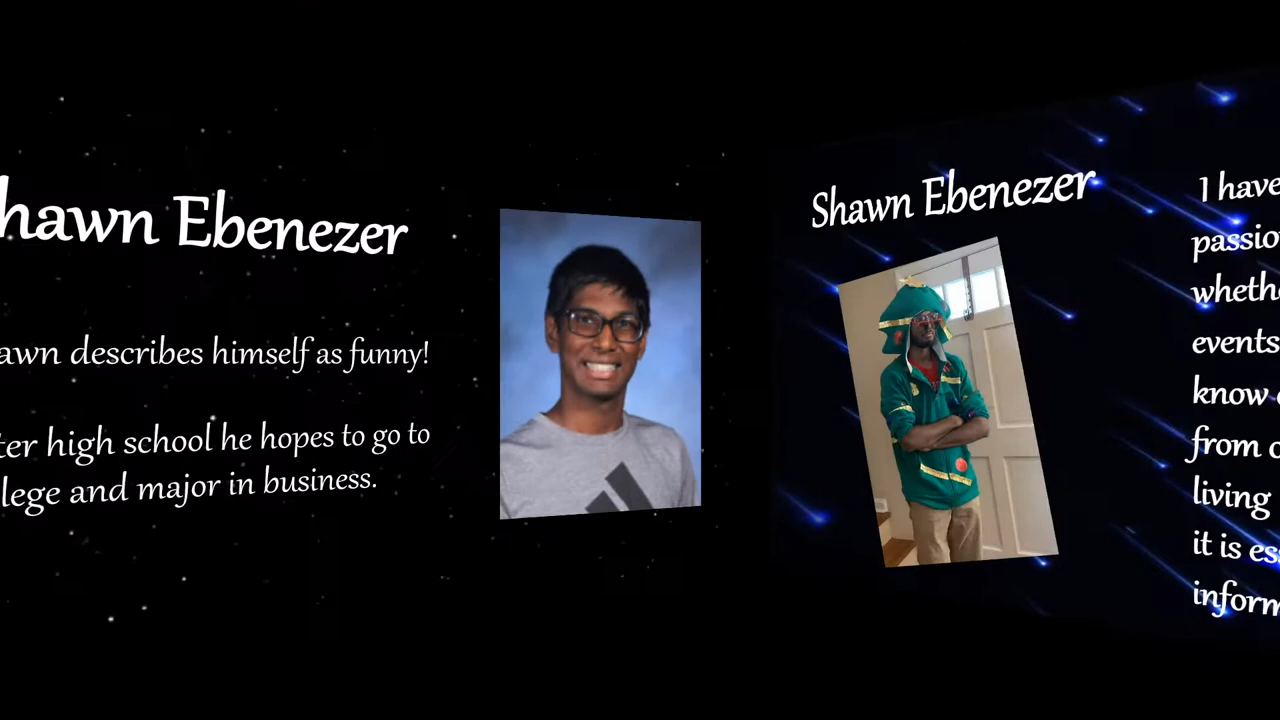 hawn Ebenezer
awn describes himself as funny!
ter high school he hopes to go to
lege and major in business.
Shawn Ebenezer
I have
passio
wheth
events
know
from
living
it is es
inform